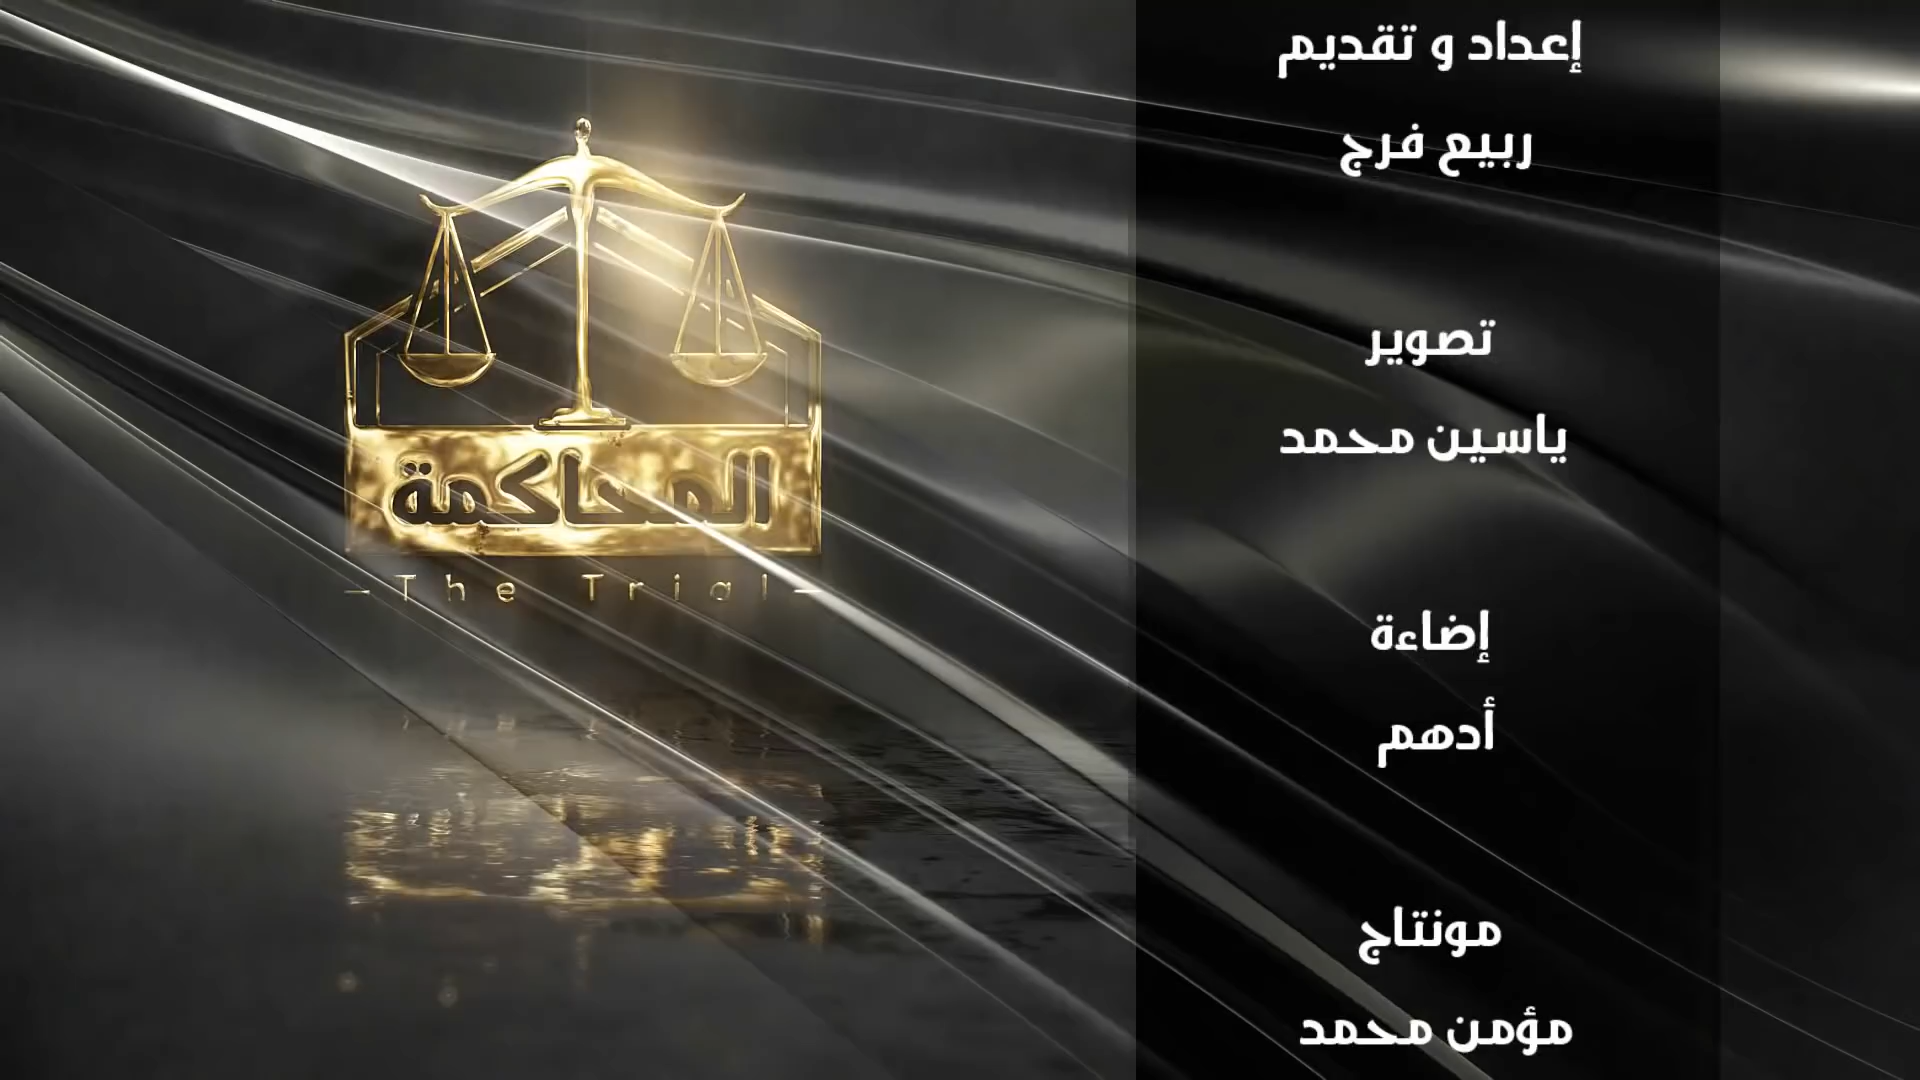 المحاكمة
The Trial
إعداد و تقديم
ربيع فرج
تصوير
ياسين محمد
إضاءة
أدهم
مونتاج
مؤمن محمد